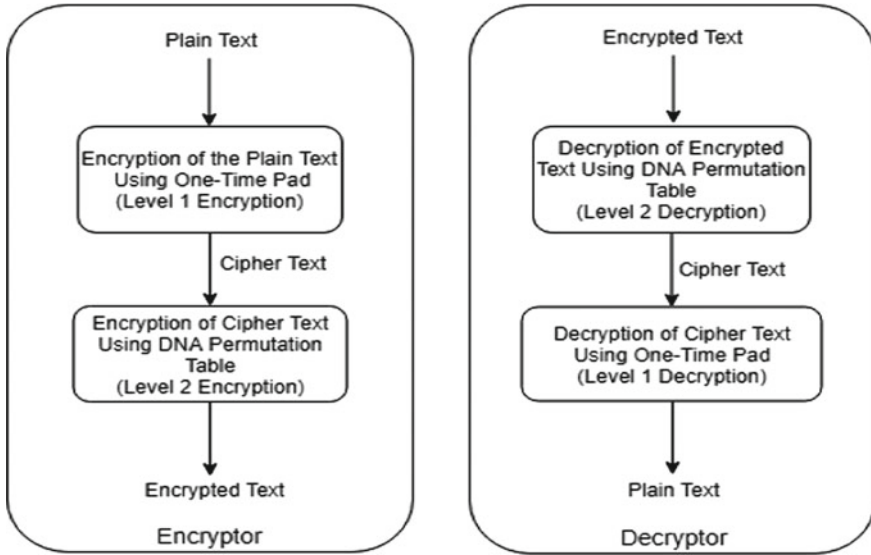 Plain Text
Encryption of the Plain Text
Using One-Time Pad
(Level 1 Encryption)
Cipher Text
Encryption of Cipher Text
Using DNA Permutation
Table
(Level 2 Encryption)
Encrypted Text
Encryptor
Encrypted Text
Decryption of Encrypted
Text Using DNA Permutation
Table
(Level 2 Decryption)
Cipher Text
Decryption of Cipher Text
Using One-Time Pad
(Level 1 Decryption)
Plain Text
Decryptor